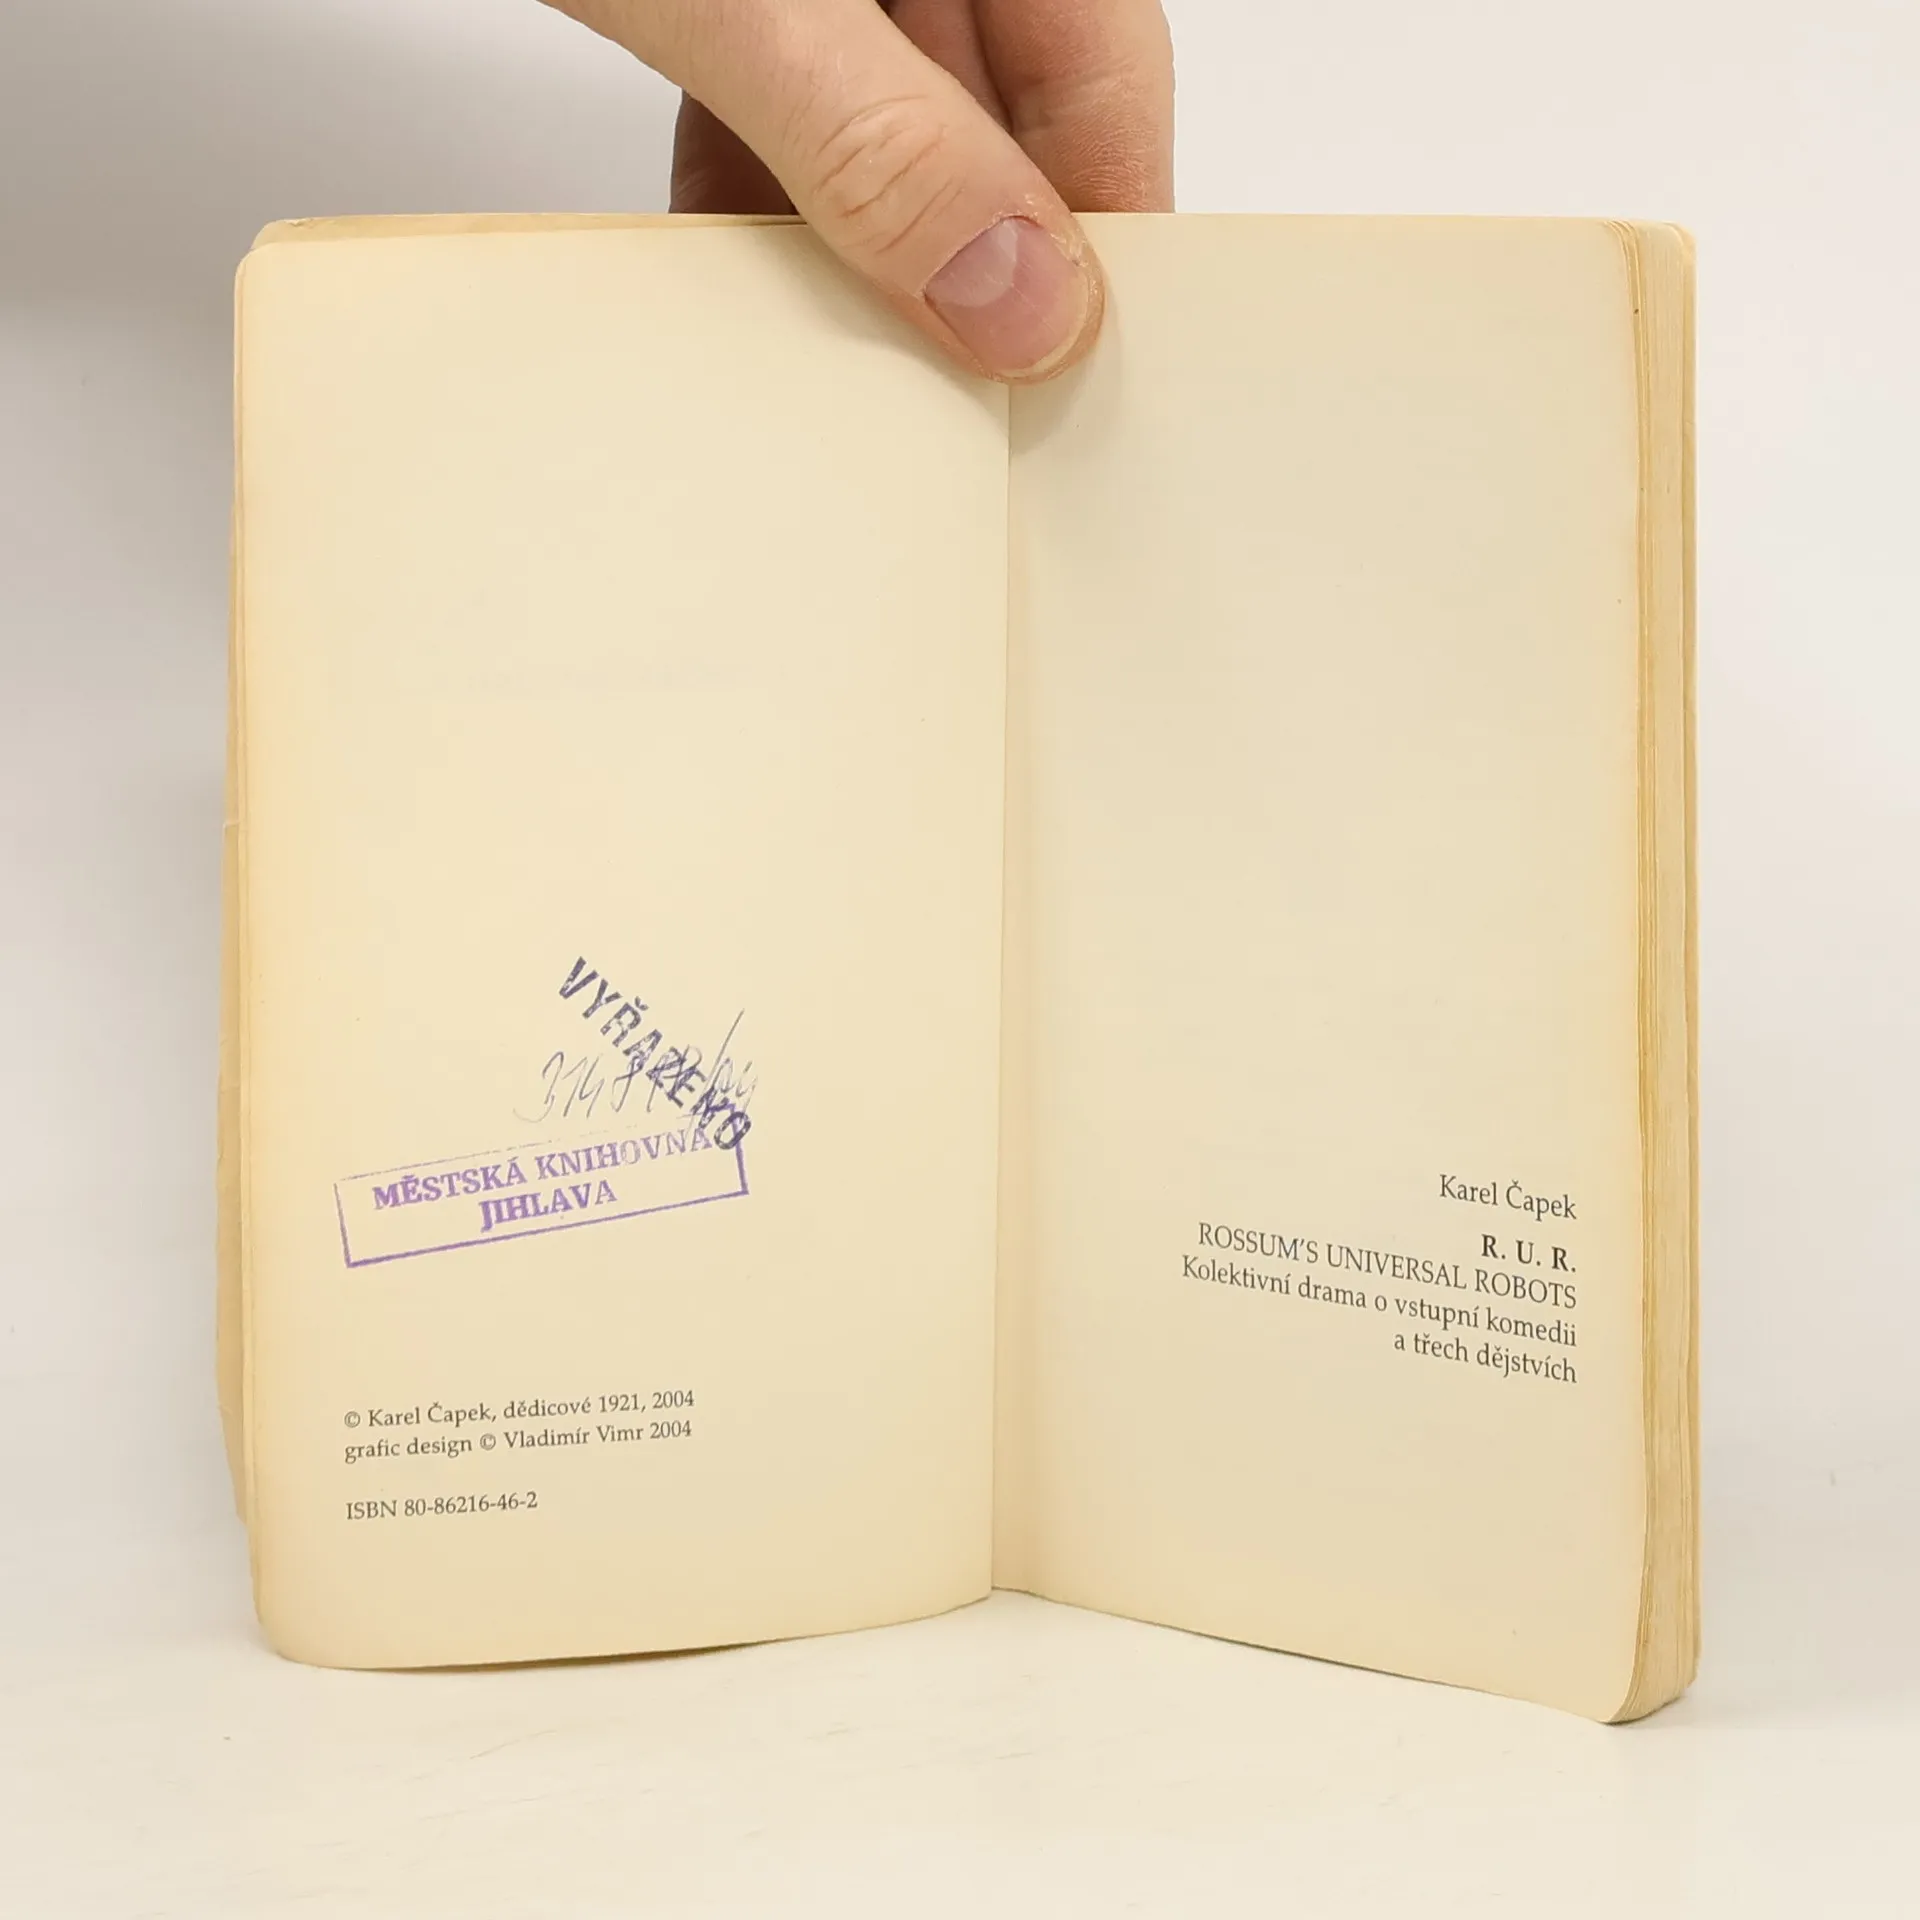 VYŘAZENO
MĚSTSKÁ KNIHOVNA
JIHLAVA
© Karel Čapek, dědicové 1921, 2004
grafic design © Vladimír Vimr 2004
ISBN 80-86216-46-2
Karel Čapek
R. U. R.
ROSSUM’S UNIVERSAL ROBOTS
Kolektivní drama o vstupní komedii
a třech dějstvích